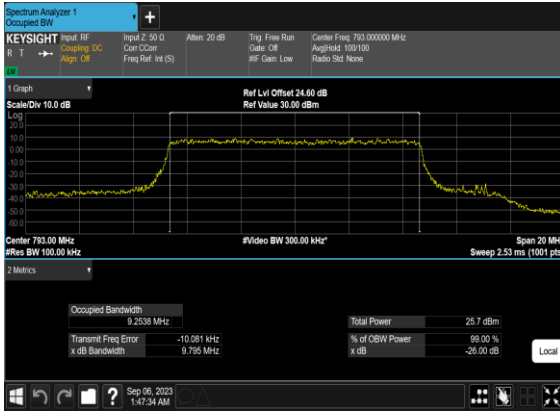 Spectrum Analyzer 1
Occupied BW
KEYSIGHT
R T
Input: RF
Coupling: DC
Align: Off
Input Z: 50 Ω
Corr CCorr
Freq Ref: Int (S)
Atten: 20 dB
Trig: Free Run
Gate: Off
#IF Gain: Low
Center Freq: 793.000000 MHz
Avg|Hold: 100/100
Radio Std: None
1 Graph
Scale/Div 10.0 dB
Ref Lvl Offset 24.60 dB
Ref Value 30.00 dBm
Log
20.0
10.0
0.00
-10.0
-20.0
-30.0
-40.0
-50.0
-60.0
Center 793.00 MHz
#Res BW 100.00 kHz
#Video BW 300.00 kHz*
Span 20 MH
Sweep 2.53 ms (1001 pts
2 Metrics
Occupied Bandwidth
9.2538 MHz
Transmit Freq Error -10.081 kHz
x dB Bandwidth 9.795 MHz
Total Power 25.7 dBm
% of OBW Power 99.00 %
x dB -26.00 dB
Local
?
Sep 06, 2023
1:47:34 AM